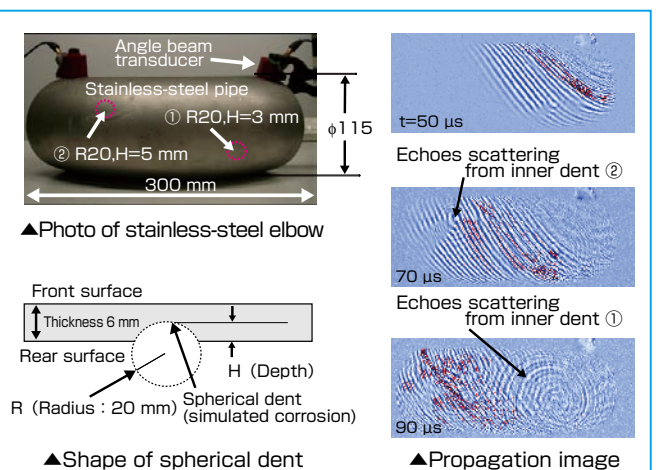 Angle beam
transducer
Stainless-steel pipe
① R20,H=3 mm
② R20,H=5 mm
300 mm
φ115
▲Photo of stainless-steel elbow
Front surface
Thickness 6 mm
Rear surface
H (Depth)
R (Radius : 20 mm)
Spherical dent
(simulated corrosion)
▲Shape of spherical dent
t=50 µs
Echoes scattering
from inner dent ②
70 µs
Echoes scattering
from inner dent ①
90 µs
▲Propagation image